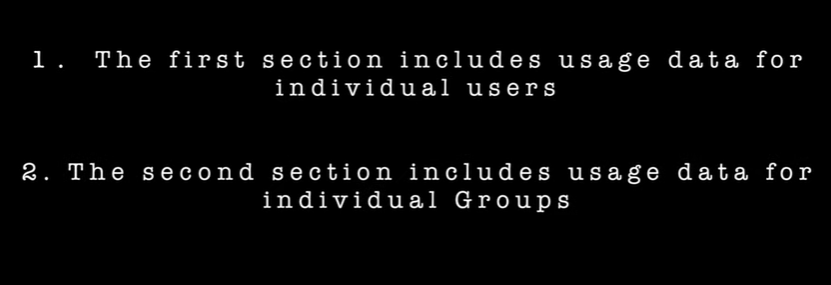 1. The first section includes usage data for
individual users
2. The second section includes usage data for
individual Groups